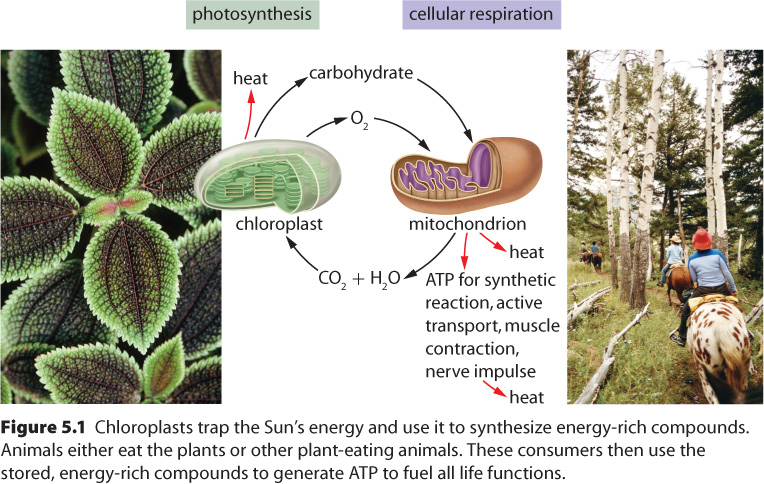 photosynthesis
cellular respiration
heat
carbohydrate
O₂
chloroplast
mitochondrion
heat
CO₂ + H₂O
ATP for synthetic
reaction, active
transport, muscle
contraction,
nerve impulse
heat
Figure 5.1 Chloroplasts trap the Sun’s energy and use it to synthesize energy-rich compounds.
Animals either eat the plants or other plant-eating animals. These consumers then use the
stored, energy-rich compounds to generate ATP to fuel all life functions.